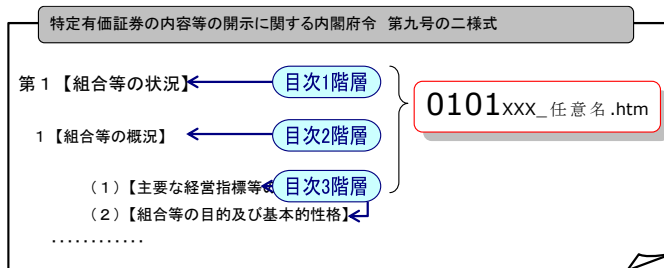 特定有価証券の内容等の開示に関する内閣府令 第九号の二様式
第1【組合等の状況】
目次1階層
0101XXX_任意名.htm
1【組合等の概況】
目次2階層
(1)【主要な経営指標等
目次3階層
(2)【組合等の目的及び基本的性格】
‥‥‥‥‥‥